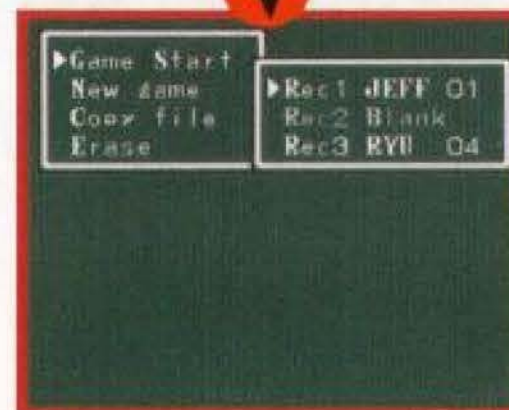 ▶Game Start
New game
Copy file
Erase
▶Rec1 JEFF 01
Rec2 Blank
Rec3 RYU 04